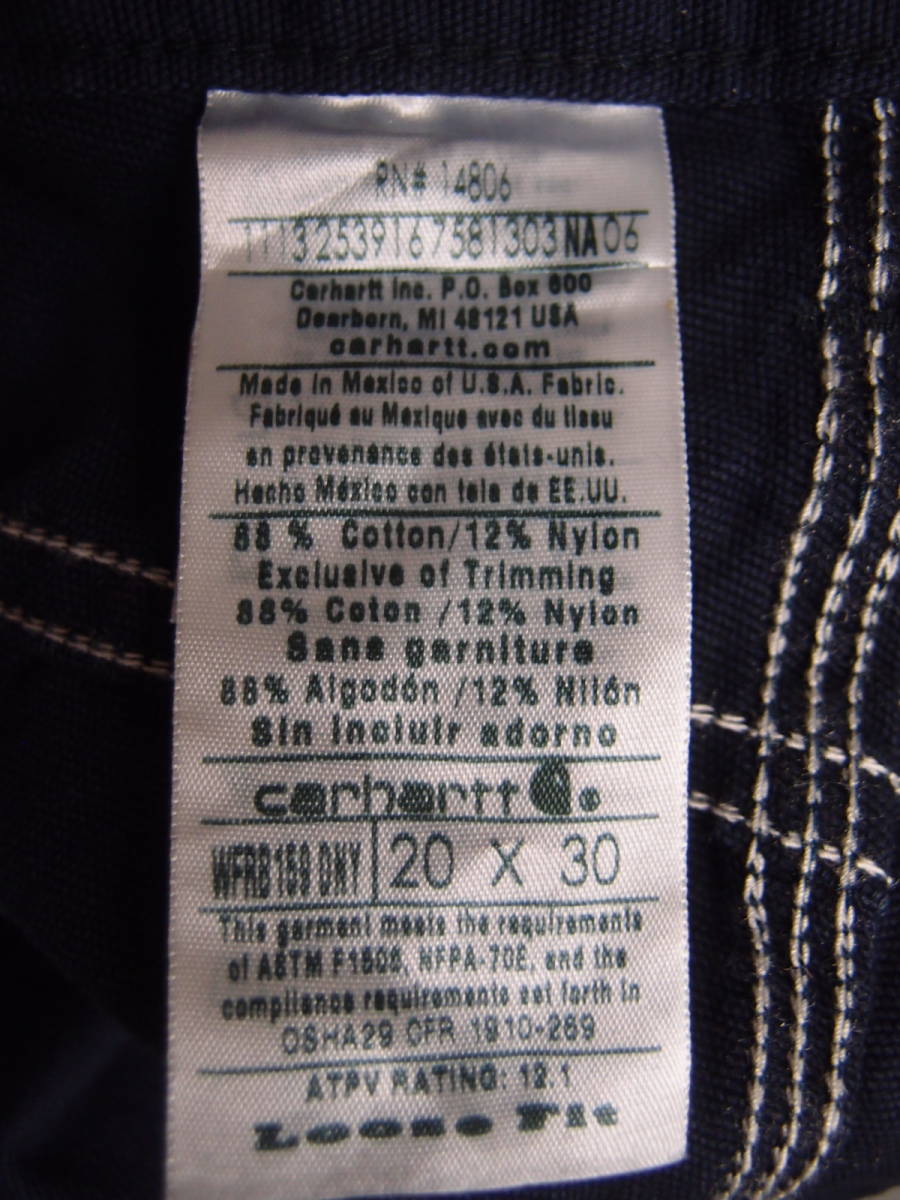 RN# 14806
11132539167581303 NA 06
Carhartt Inc. P.O. Box 600
Dearborn, MI 48121 USA
carhartt.com
Made in Mexico of U.S.A. Fabric.
Fabriqué au Mexique avec du tissu
en provenance des états-unis.
Hecho México con tela de EE.UU.
88 % Cotton/12% Nylon
Exclusive of Trimming
88% Coton /12% Nylon
Sans garniture
88% Algodón /12% Nilón
Sin incluir adorno
carhartt
WFRB159 DNY 20 X 30
This garment meets the requirements
of ASTM F1506, NFPA-70E, and the
compliance requirements set forth in
OSHA29 CFR 1910-269
ATPV RATING: 12.1
Loose Fit